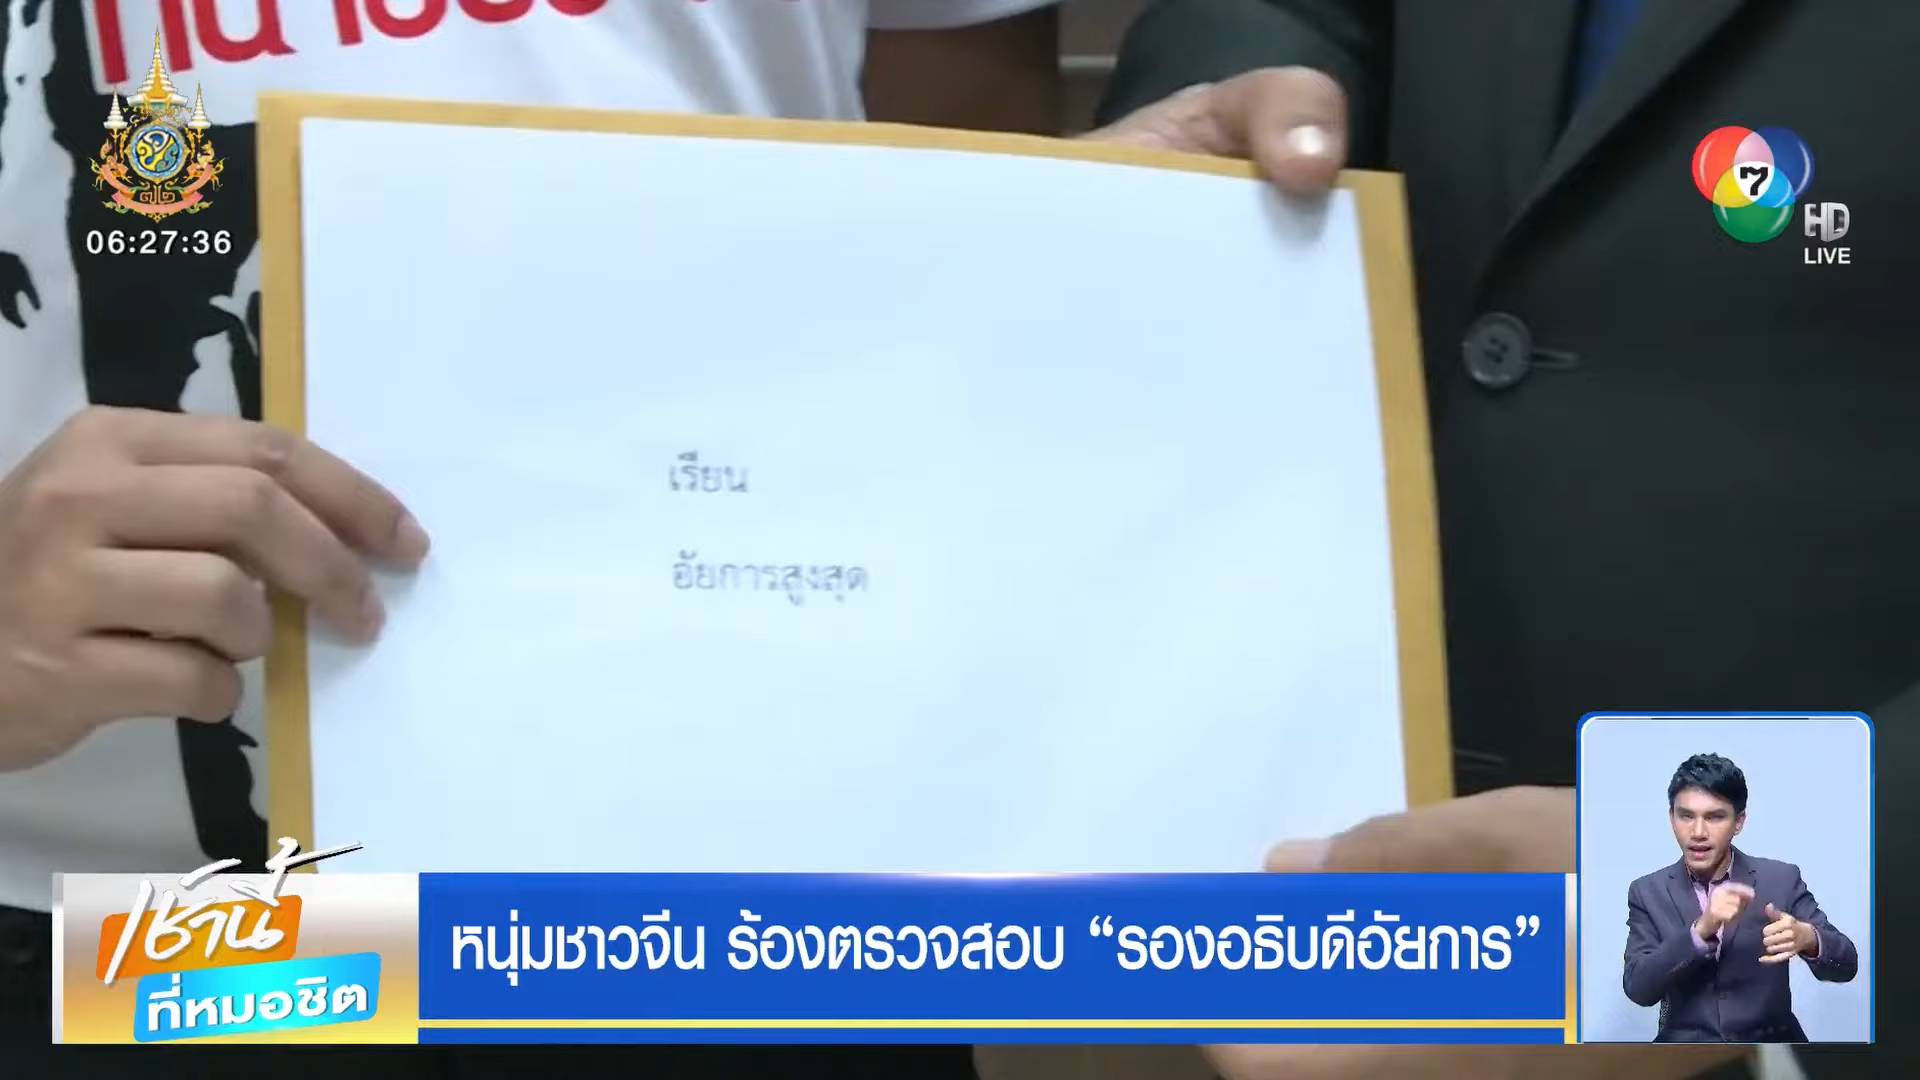 06:27:36
7
HD
LIVE
เรียน
อัยการสูงสุด
เช้านี้
ที่หมอชิต
หนุ่มชาวจีน ร้องตรวจสอบ “รองอธิบดีอัยการ”